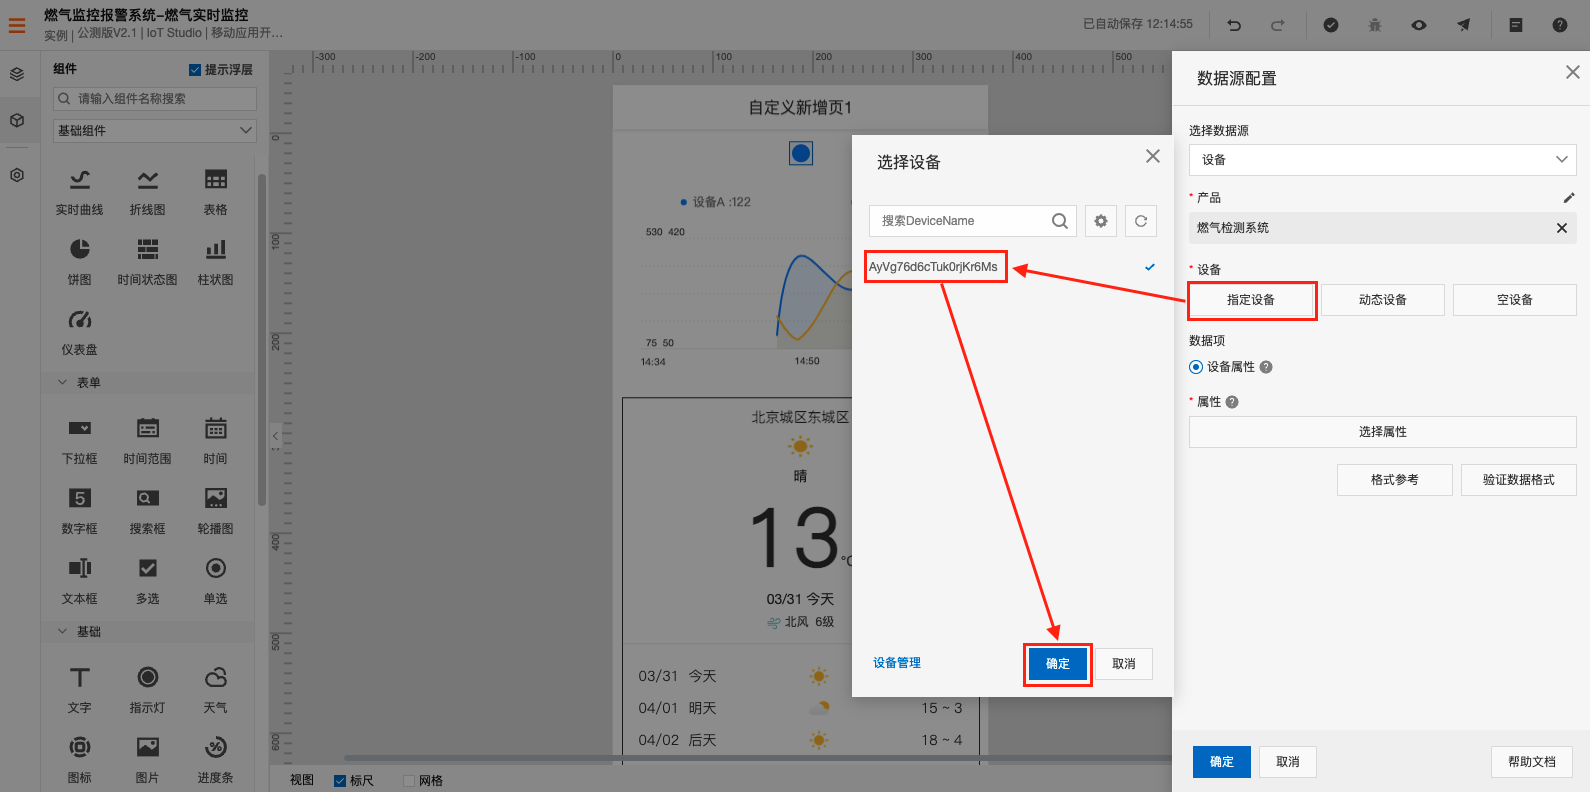 燃气监控报警系统–燃气实时监控
实例 | 公测版V2.1 | IoT Studio | 移动应用开...
已自动保存 12:14:55
组件
提示浮层
请输入组件名称搜索
基础组件
实时曲线
折线图
表格
饼图
时间状态图
柱状图
仪表盘
表单
下拉框
时间范围
时间
5
数字框
搜索框
轮播图
文本框
多选
单选
基础
文字
指示灯
天气
%
图标
图片
进度条
-300
-200
-100
0
100
200
300
400
500
0
100
200
400
500
600
自定义新增页1
设备A :122
530 420
75 50
14:34
14:50
北京城区东城区
晴
13
03/31 今天
北风 6级
03/31 今天
04/01 明天
15 ~ 3
04/02 后天
18 ~ 4
视图
标尺
网格
选择设备
搜索DeviceName
AyVg76d6cTuk0rjKr6Ms
设备管理
确定
取消
数据源配置
选择数据源
设备
* 产品
燃气检测系统
* 设备
指定设备
动态设备
空设备
数据项
设备属性 ?
* 属性 ?
选择属性
格式参考
验证数据格式
确定
取消
帮助文档